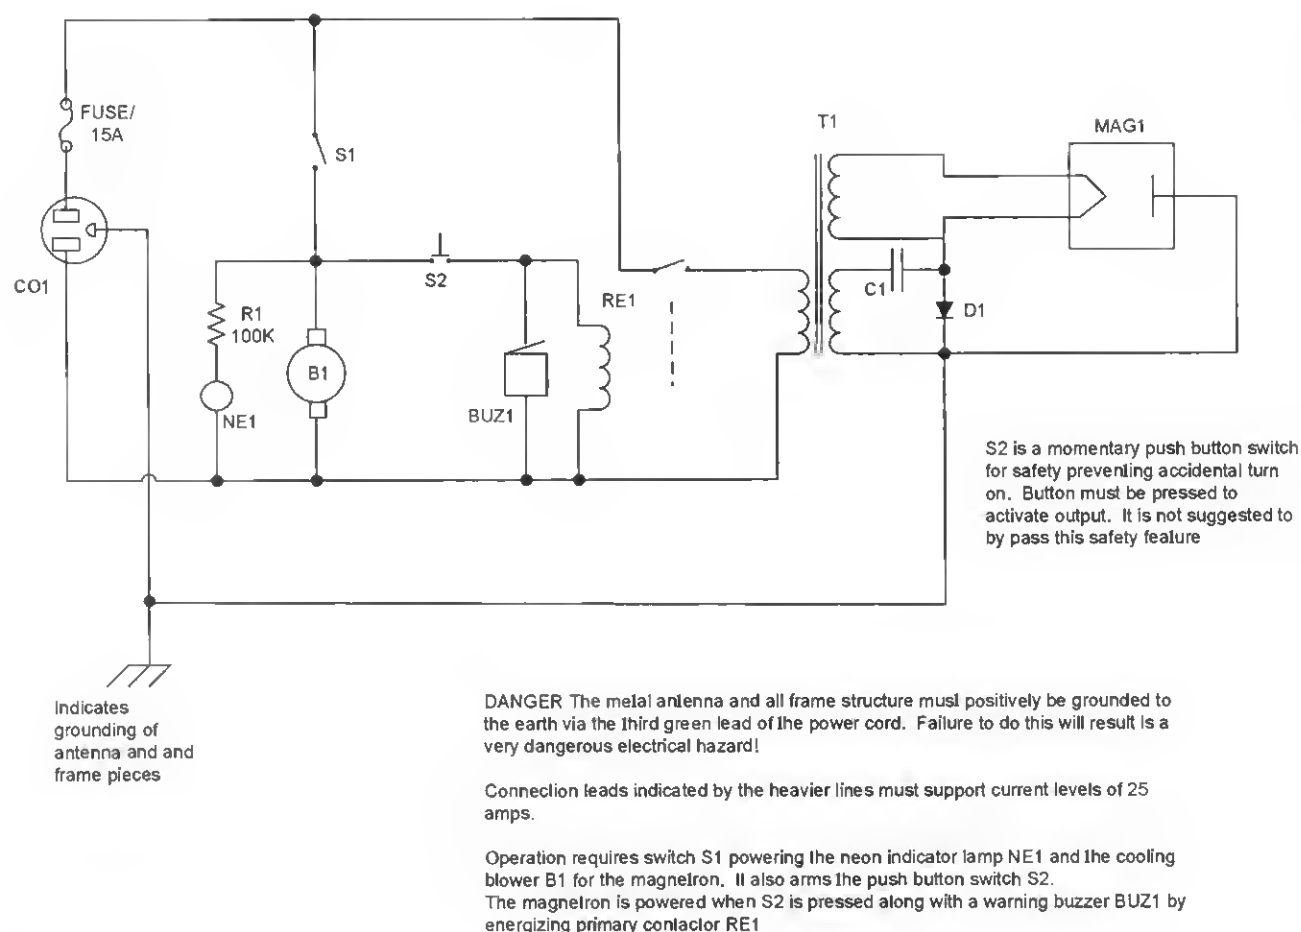 FUSE/
15A
S1
CO1
R1
100K
NE1
B1
S2
BUZ1
RE1
T1
C1
D1
MAG1
S2 is a momentary push button switch
for safety preventing accidental turn
on. Button must be pressed to
activate output. It is not suggested to
by pass this safety fealure
Indicates
grounding of
antenna and and
frame pieces
DANGER The melal anlenna and all frame structure musl positively be grounded to
the earth via the lhird green lead of lhe power cord. Failure to do this will result is a
very dangerous electrical hazard!
Conneclion leads indicated by the heavier lines must support current levels of 25
amps.
Operation requires switch S1 powering lhe neon indicator lamp NE1 and lhe cooling
blower B1 for the magnelron. Il also arms lhe push button switch S2.
The magnelron is powered when S2 is pressed along with a warning buzzer BUZ1 by
energizing primary conlaclor RE1